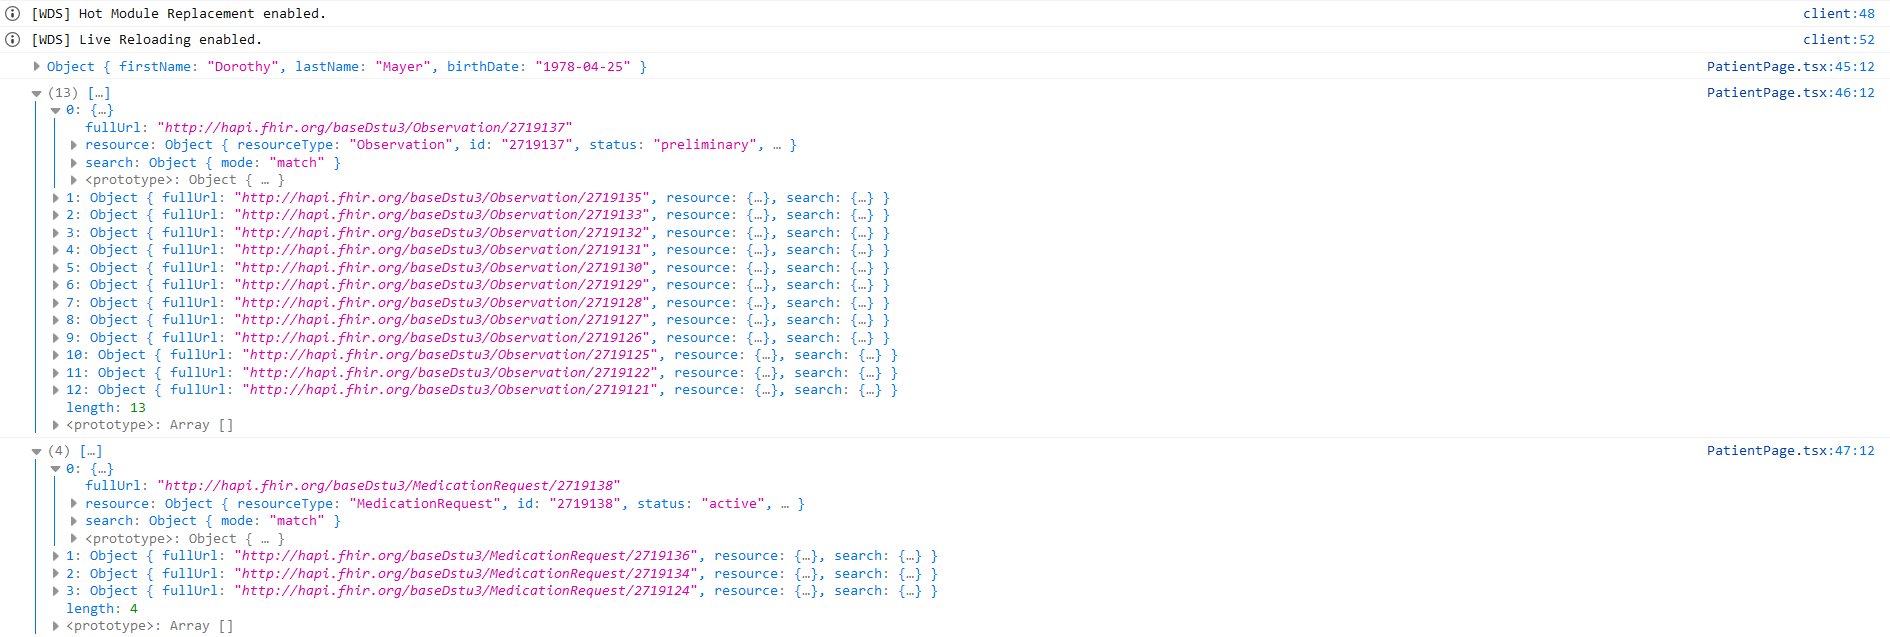 [WDS] Hot Module Replacement enabled. client:48
[WDS] Live Reloading enabled. client:52
Object { firstName: "Dorothy", lastName: "Mayer", birthDate: "1978-04-25" } PatientPage.tsx:45:12
(13) […] PatientPage.tsx:46:12
0: {…}
fullUrl: "http://hapi.fhir.org/baseDstu3/Observation/2719137"
resource: Object { resourceType: "Observation", id: "2719137", status: "preliminary", … }
search: Object { mode: "match" }
<prototype>: Object { … }
1: Object { fullUrl: "http://hapi.fhir.org/baseDstu3/Observation/2719135", resource: {…}, search: {…} }
2: Object { fullUrl: "http://hapi.fhir.org/baseDstu3/Observation/2719133", resource: {…}, search: {…} }
3: Object { fullUrl: "http://hapi.fhir.org/baseDstu3/Observation/2719132", resource: {…}, search: {…} }
4: Object { fullUrl: "http://hapi.fhir.org/baseDstu3/Observation/2719131", resource: {…}, search: {…} }
5: Object { fullUrl: "http://hapi.fhir.org/baseDstu3/Observation/2719130", resource: {…}, search: {…} }
6: Object { fullUrl: "http://hapi.fhir.org/baseDstu3/Observation/2719129", resource: {…}, search: {…} }
7: Object { fullUrl: "http://hapi.fhir.org/baseDstu3/Observation/2719128", resource: {…}, search: {…} }
8: Object { fullUrl: "http://hapi.fhir.org/baseDstu3/Observation/2719127", resource: {…}, search: {…} }
9: Object { fullUrl: "http://hapi.fhir.org/baseDstu3/Observation/2719126", resource: {…}, search: {…} }
10: Object { fullUrl: "http://hapi.fhir.org/baseDstu3/Observation/2719125", resource: {…}, search: {…} }
11: Object { fullUrl: "http://hapi.fhir.org/baseDstu3/Observation/2719122", resource: {…}, search: {…} }
12: Object { fullUrl: "http://hapi.fhir.org/baseDstu3/Observation/2719121", resource: {…}, search: {…} }
length: 13
<prototype>: Array []
(4) […] PatientPage.tsx:47:12
0: {…}
fullUrl: "http://hapi.fhir.org/baseDstu3/MedicationRequest/2719138"
resource: Object { resourceType: "MedicationRequest", id: "2719138", status: "active", … }
search: Object { mode: "match" }
<prototype>: Object { … }
1: Object { fullUrl: "http://hapi.fhir.org/baseDstu3/MedicationRequest/2719136", resource: {…}, search: {…} }
2: Object { fullUrl: "http://hapi.fhir.org/baseDstu3/MedicationRequest/2719134", resource: {…}, search: {…} }
3: Object { fullUrl: "http://hapi.fhir.org/baseDstu3/MedicationRequest/2719124", resource: {…}, search: {…} }
length: 4
<prototype>: Array []